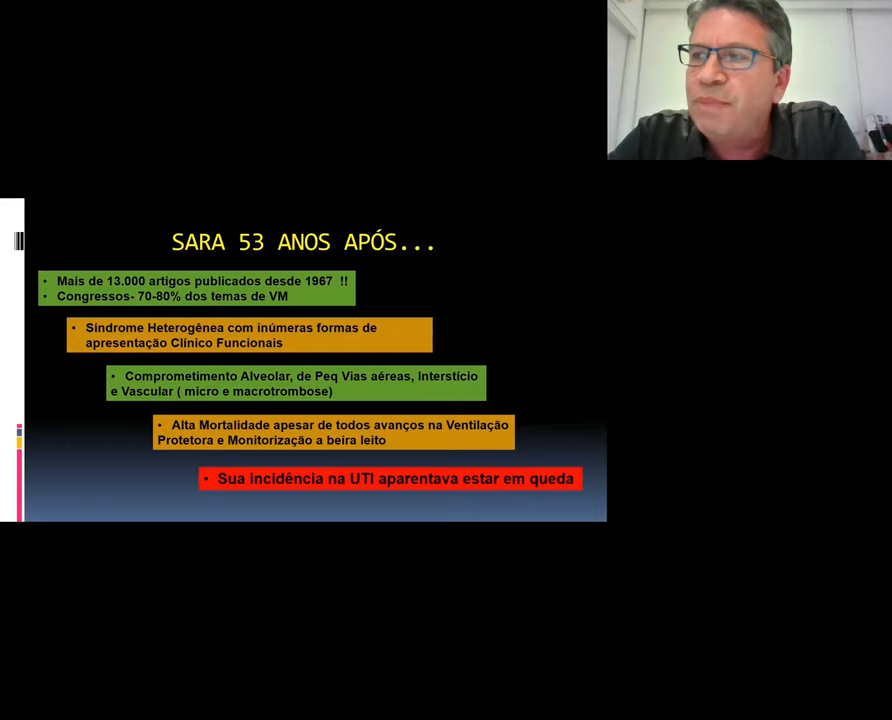 SARA 53 ANOS APÓS...
• Mais de 13.000 artigos publicados desde 1967 !!
• Congressos- 70-80% dos temas de VM
• Síndrome Heterogênea com inúmeras formas de
apresentação Clínico Funcionais
• Comprometimento Alveolar, de Peq Vias aéreas, Interstício
e Vascular ( micro e macrotrombose)
• Alta Mortalidade apesar de todos avanços na Ventilação
Protetora e Monitorização a beira leito
• Sua incidência na UTI aparentava estar em queda